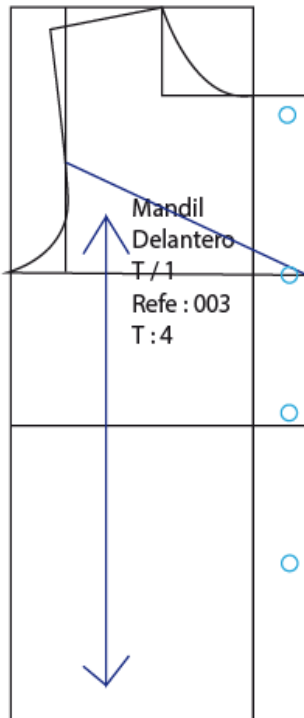 Mandil
Delantero
T / 1
Refe : 003
T : 4